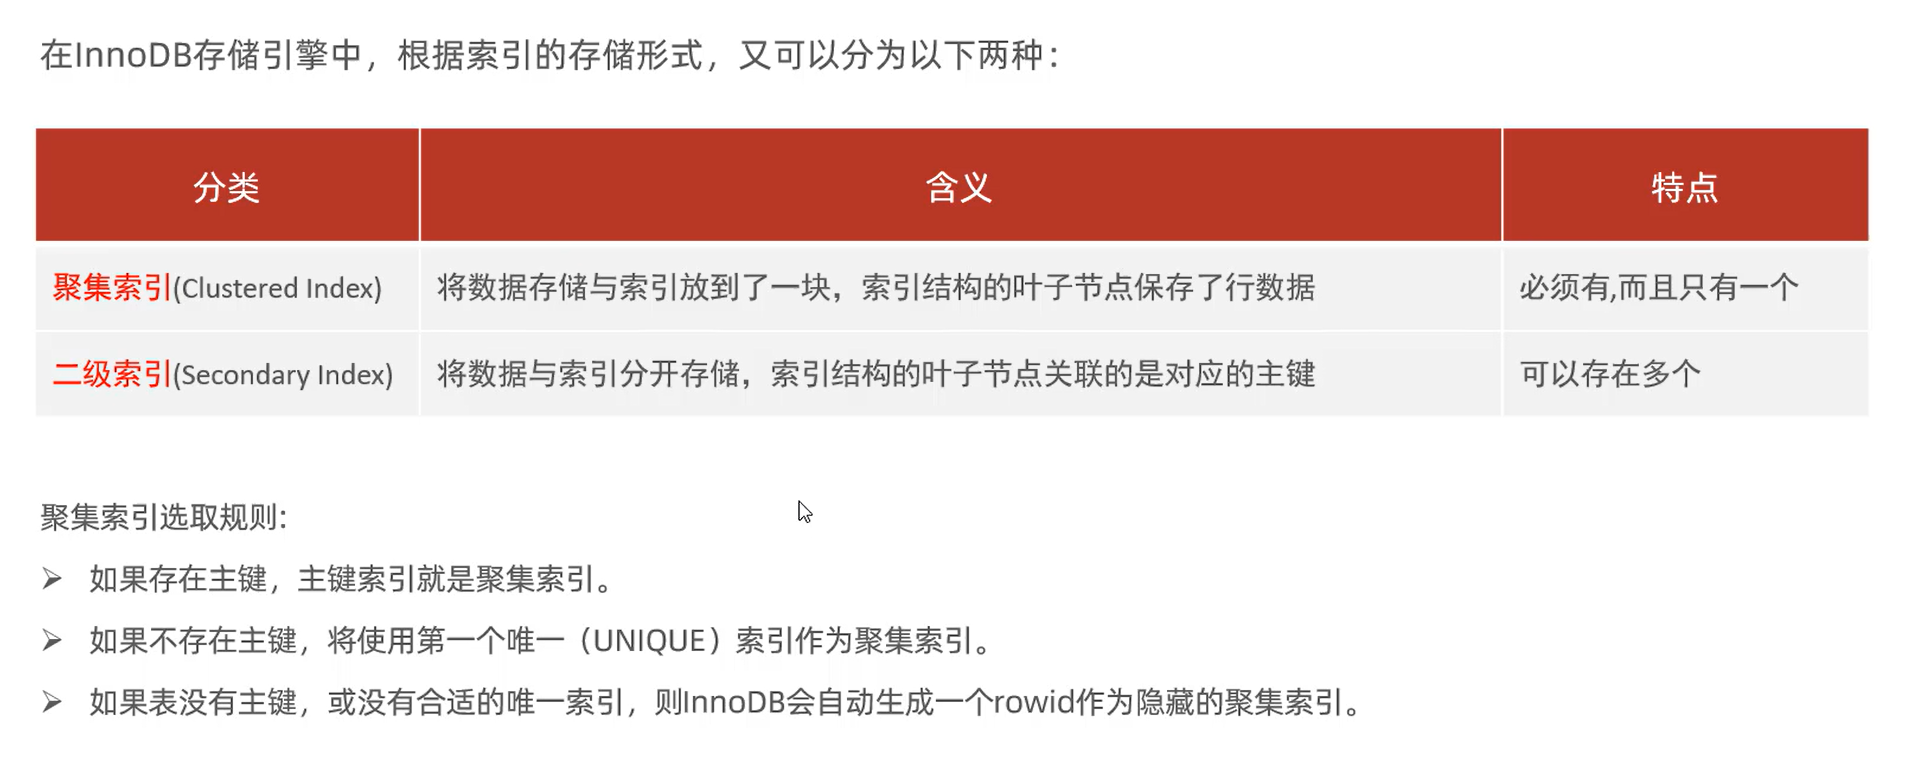 在InnoDB存储引擎中，根据索引的存储形式，又可以分为以下两种：
分类 含义 特点
聚集索引(Clustered Index) 将数据存储与索引放到了一块，索引结构的叶子节点保存了行数据 必须有,而且只有一个
二级索引(Secondary Index) 将数据与索引分开存储，索引结构的叶子节点关联的是对应的主键 可以存在多个
聚集索引选取规则:
➢ 如果存在主键，主键索引就是聚集索引。
➢ 如果不存在主键，将使用第一个唯一（UNIQUE）索引作为聚集索引。
➢ 如果表没有主键，或没有合适的唯一索引，则InnoDB会自动生成一个rowid作为隐藏的聚集索引。